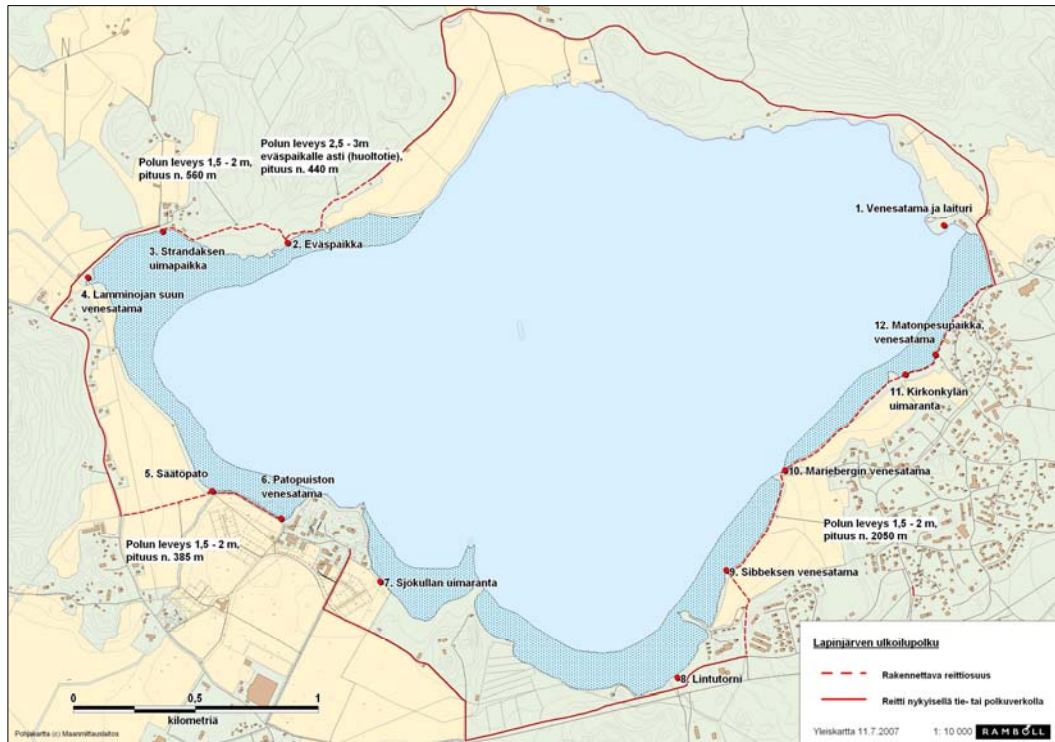 Polun leveys 2,5 - 3m
eväspaikalle asti (huoltotie),
pituus n. 440 m
Polun leveys 1,5 - 2 m,
pituus n. 560 m
1. Venesatama ja laituri
2. Eväspaikka
3. Strandaksen
uimapaikka
4. Lamminojan suun
venesatama
12. Matonpesupaikka,
venesatama
11. Kirkonkylän
uimaranta
5. Säätöpato
6. Patopuiston
venesatama
10. Mariebergin venesatama
Polun leveys 1,5 - 2 m,
pituus n. 2050 m
Polun leveys 1,5 - 2 m,
pituus n. 385 m
7. Sjökullan uimaranta
9. Sibbeksen venesatama
8. Lintutorni
0 0,5 1
kilometriä
Pohjakartta (c) Maanmittauslaitos
Lapinjärven ulkoilupolku
Rakennettava reittiosuus
Reitti nykyisellä tie- tai polkuverkolla
Yleiskartta 11.7.2007 1: 10 000 RAMBOLL